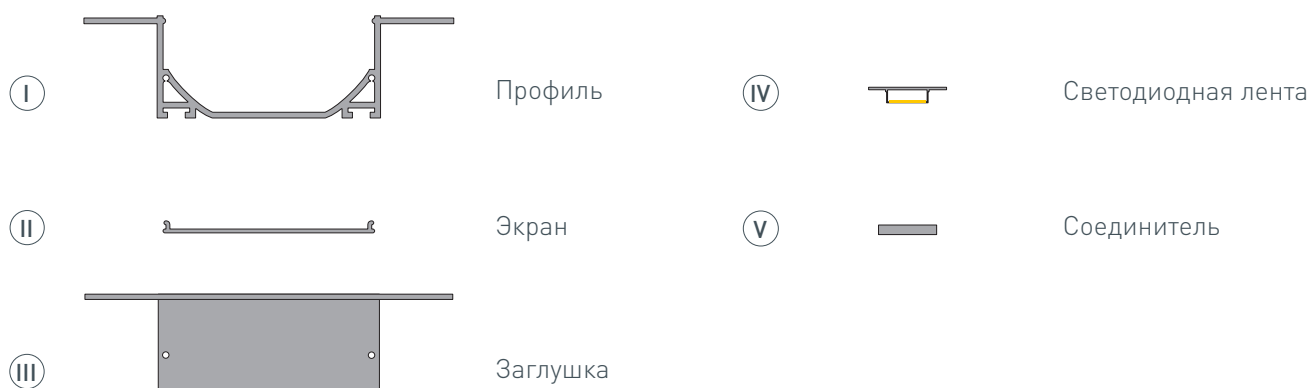 I
Профиль
II
Экран
III
Заглушка
IV
Светодиодная лента
V
Соединитель